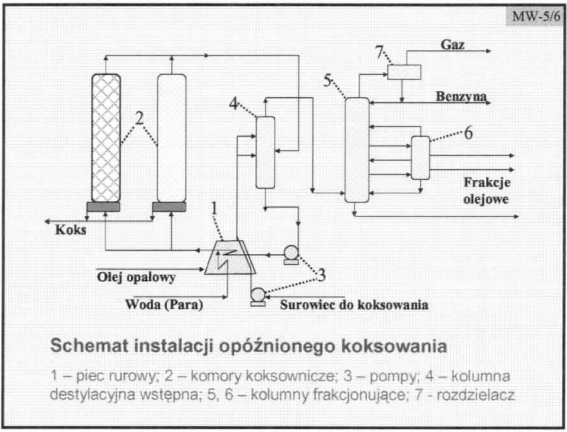 MW-5/6
Gaz
7
5
Benzyna
4
2
6
Frakcje
olejowe
Koks
1
3
Olej opałowy
Woda (Para)
Surowiec do koksowania
Schemat instalacji opóźnionego koksowania
1 – piec rurowy; 2 – komory koksownicze; 3 – pompy; 4 – kolumna
destylacyjna wstępna; 5, 6 – kolumny frakcjonujące; 7 - rozdzielacz